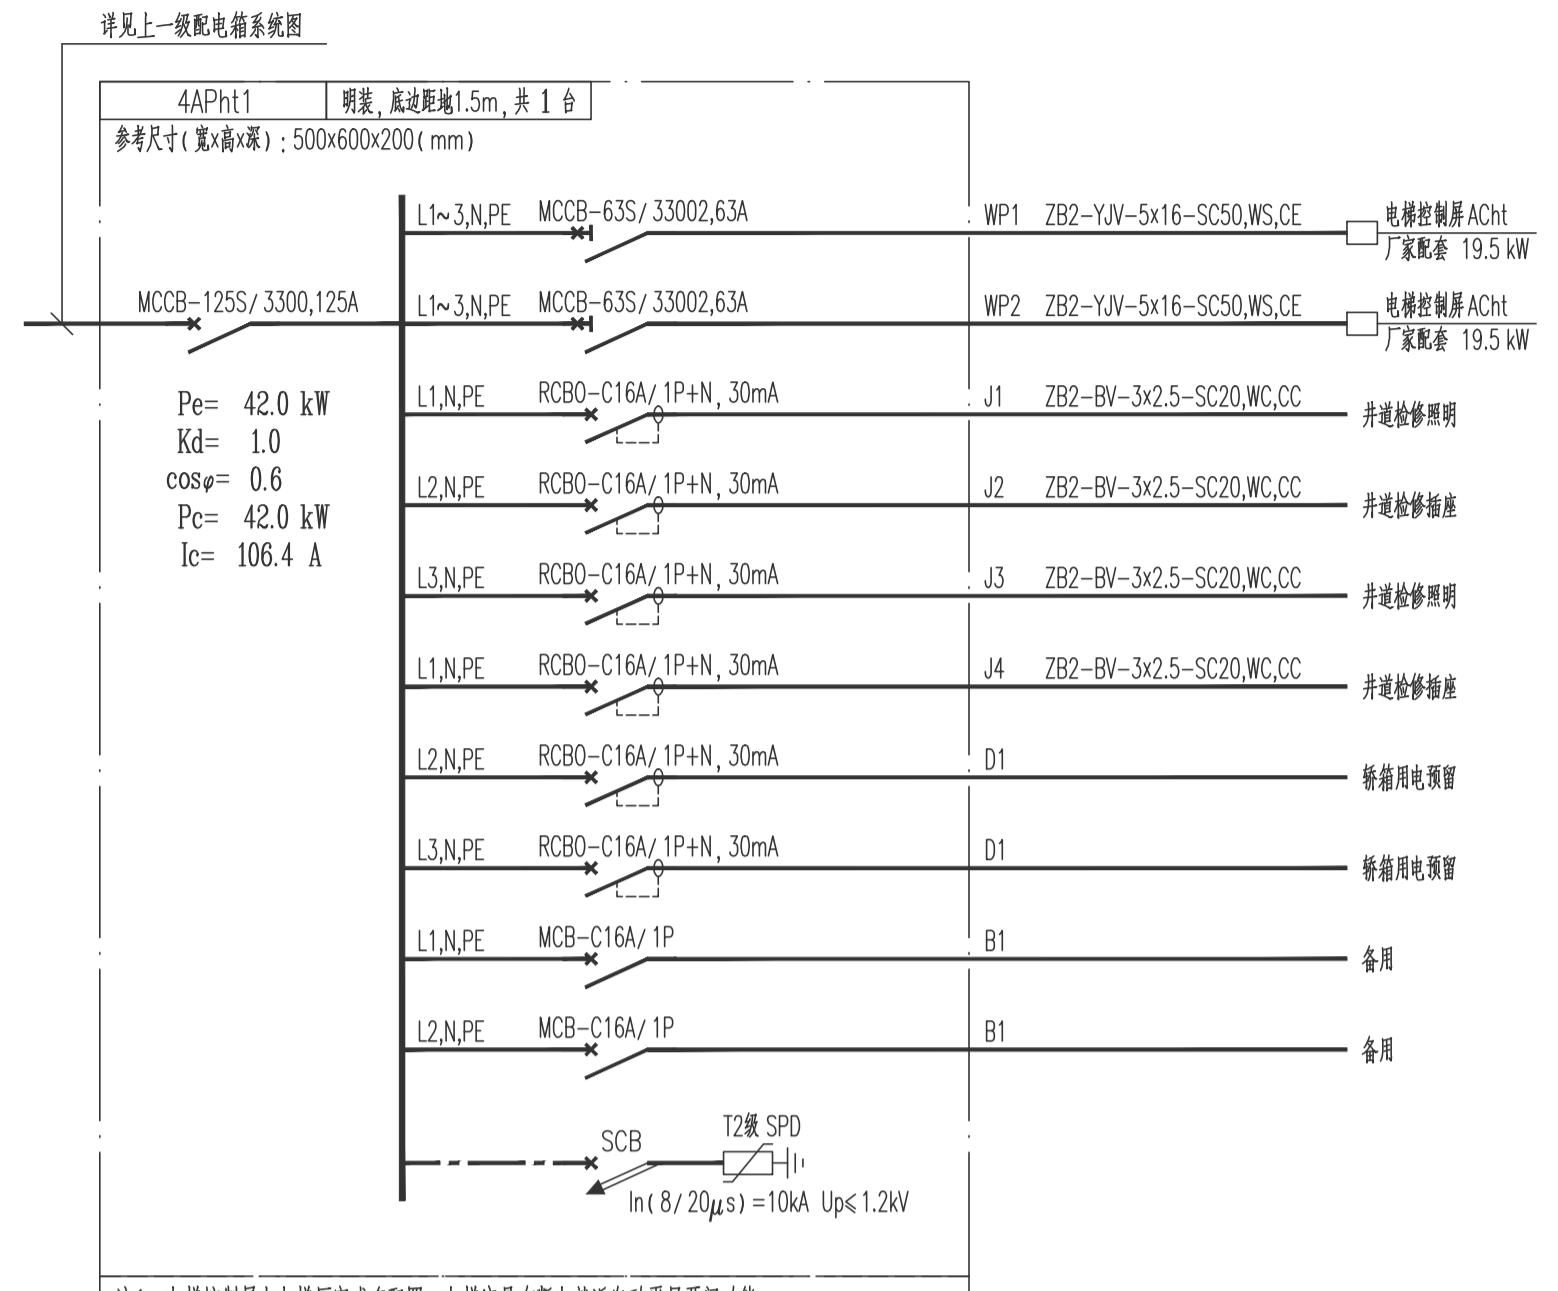 详见上一级配电箱系统图
4APht1 明装, 底边距地1.5m, 共 1 台
参考尺寸(宽x高x深): 500x600x200(mm)
L1~3,N,PE MCCB-63S/33002,63A WP1 ZB2-YJV-5x16-SC50,WS,CE 电梯控制屏ACht
厂家配套 19.5 kW
MCCB-125S/3300,125A L1~3,N,PE MCCB-63S/33002,63A WP2 ZB2-YJV-5x16-SC50,WS,CE 电梯控制屏ACht
厂家配套 19.5 kW
Pe= 42.0 kW
Kd= 1.0
cosφ= 0.6
Pc= 42.0 kW
Ic= 106.4 A
L1,N,PE RCBO-C16A/1P+N, 30mA J1 ZB2-BV-3x2.5-SC20,WC,CC 井道检修照明
L2,N,PE RCBO-C16A/1P+N, 30mA J2 ZB2-BV-3x2.5-SC20,WC,CC 井道检修插座
L3,N,PE RCBO-C16A/1P+N, 30mA J3 ZB2-BV-3x2.5-SC20,WC,CC 井道检修照明
L1,N,PE RCBO-C16A/1P+N, 30mA J4 ZB2-BV-3x2.5-SC20,WC,CC 井道检修插座
L2,N,PE RCBO-C16A/1P+N, 30mA D1 轿箱用电预留
L3,N,PE RCBO-C16A/1P+N, 30mA D1 轿箱用电预留
L1,N,PE MCB-C16A/1P B1 备用
L2,N,PE MCB-C16A/1P B1 备用
SCB T2级 SPD
In(8/20μs)=10kA Up≤1.2kV